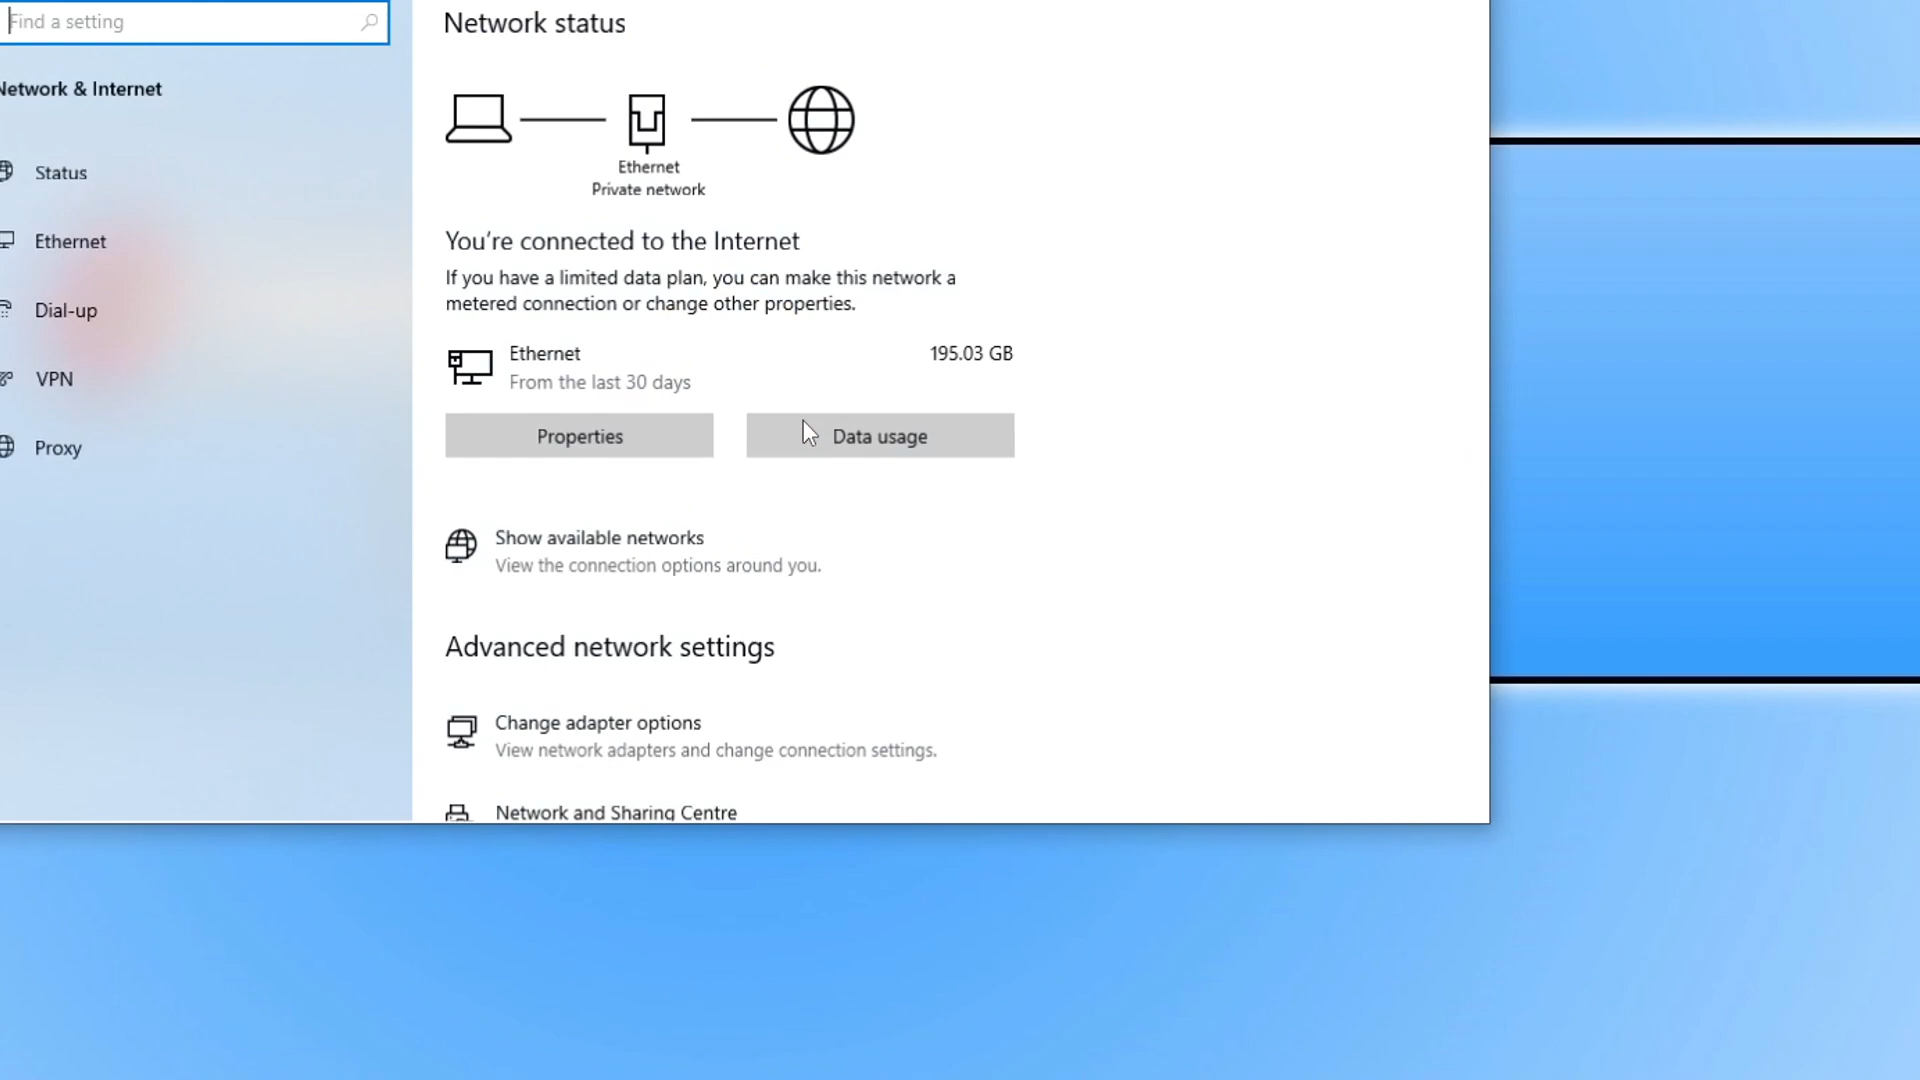 Find a setting
Network & Internet
Status
Ethernet
Dial-up
VPN
Proxy
Network status
Ethernet
Private network
You're connected to the Internet
If you have a limited data plan, you can make this network a
metered connection or change other properties.
Ethernet
195.03 GB
From the last 30 days
Properties
Data usage
Show available networks
View the connection options around you.
Advanced network settings
Change adapter options
View network adapters and change connection settings.
Network and Sharing Centre